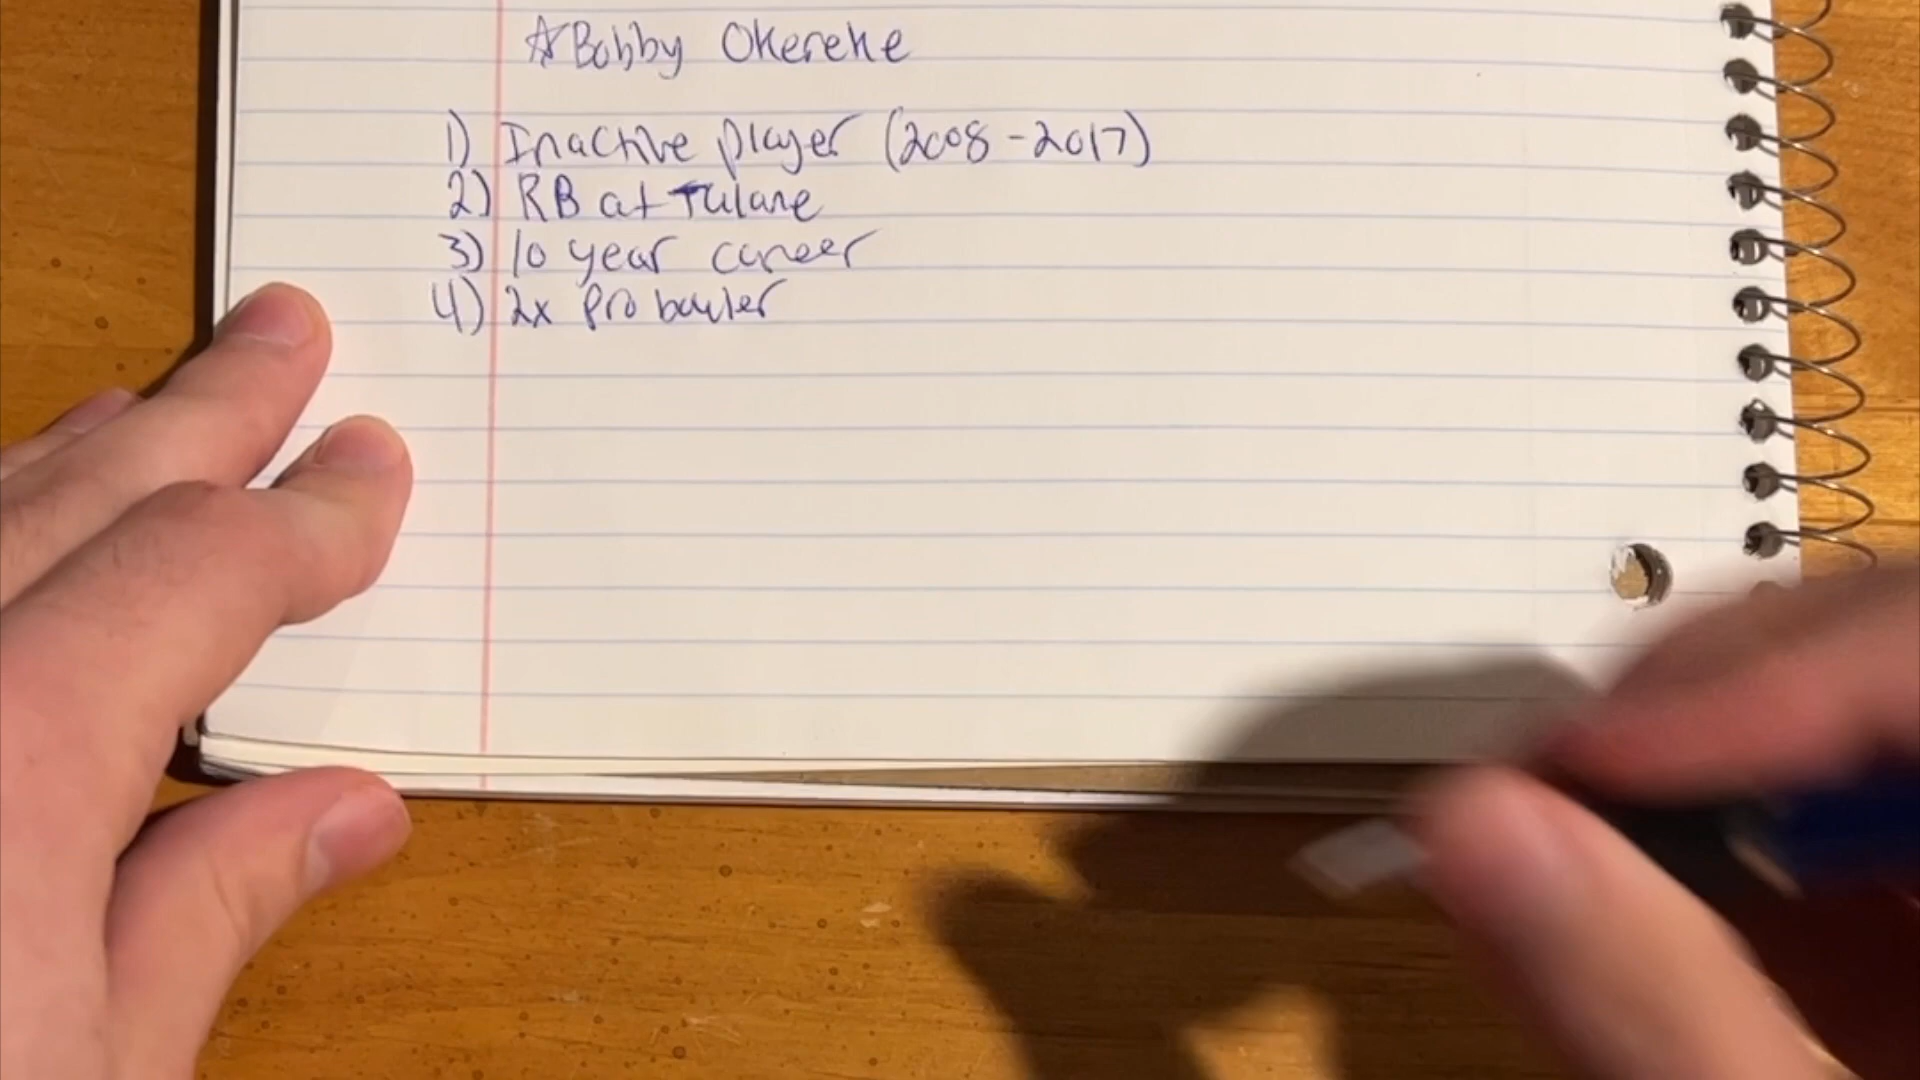 ☆Bobby Okereke
1) Inactive player (2008-2017)
2) RB at Tulane
3) 10 year career
4) 2x Pro bowler